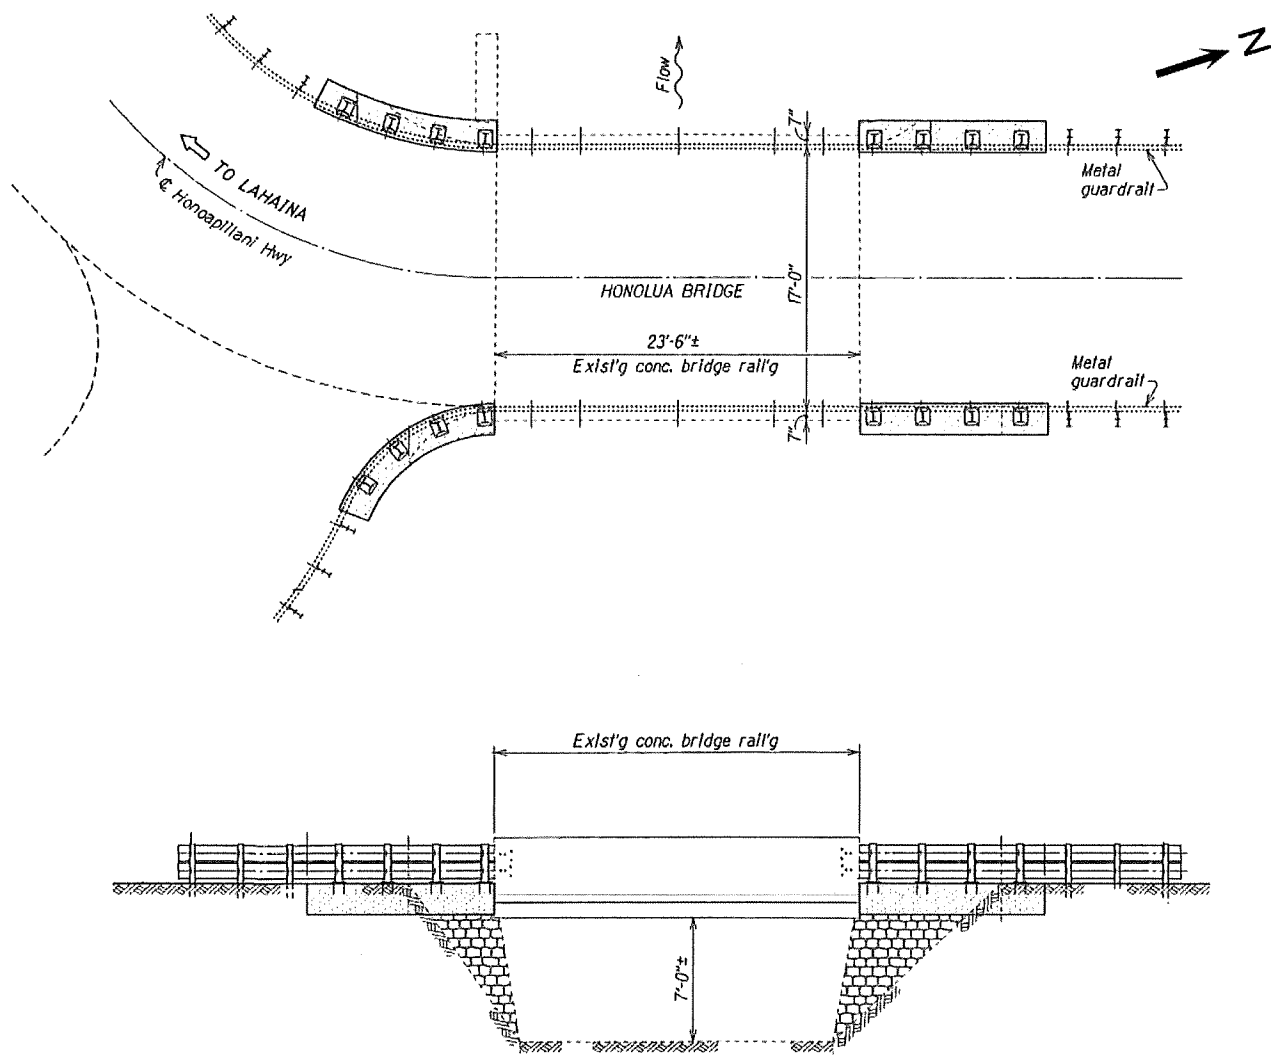 N
Flow
7"
Metal
guardrail
TO LAHAINA
℄ Honoapiilani Hwy
17'-0"
HONOLUA BRIDGE
23'-6"±
Exist'g conc. bridge rail'g
Metal
guardrail
7"
Exist'g conc. bridge rail'g
7'-0"±